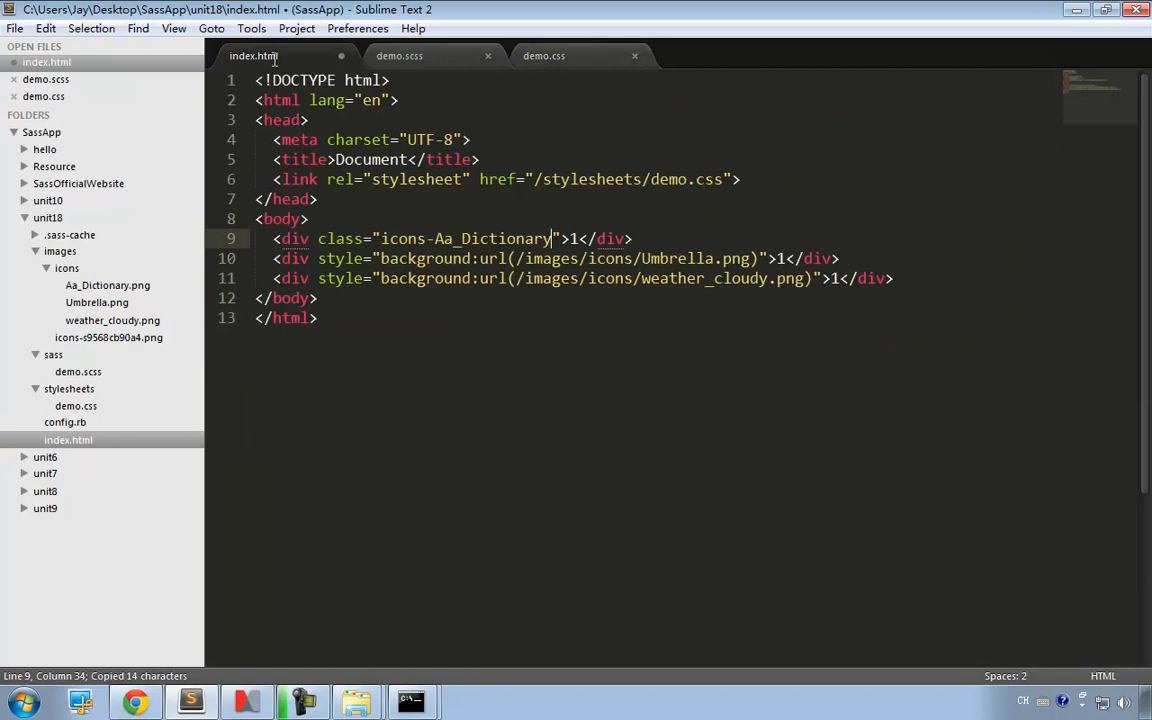 C:\Users\Jay\Desktop\SassApp\unit18\index.html • (SassApp) - Sublime Text 2
File Edit Selection Find View Goto Tools Project Preferences Help
OPEN FILES
index.html
demo.scss
demo.css
FOLDERS
SassApp
hello
Resource
SassOfficialWebsite
unit10
unit18
.sass-cache
images
icons
Aa_Dictionary.png
Umbrella.png
weather_cloudy.png
icons-s9568cb90a4.png
sass
demo.scss
stylesheets
demo.css
config.rb
index.html
unit6
unit7
unit8
unit9
index.html demo.scss demo.css
1 <!DOCTYPE html>
2 <html lang="en">
3 <head>
4 <meta charset="UTF-8">
5 <title>Document</title>
6 <link rel="stylesheet" href="/stylesheets/demo.css">
7 </head>
8 <body>
9 <div class="icons-Aa_Dictionary">1</div>
10 <div style="background:url(/images/icons/Umbrella.png)">1</div>
11 <div style="background:url(/images/icons/weather_cloudy.png)">1</div>
12 </body>
13 </html>
Line 9, Column 34; Copied 14 characters Spaces: 2 HTML
CH